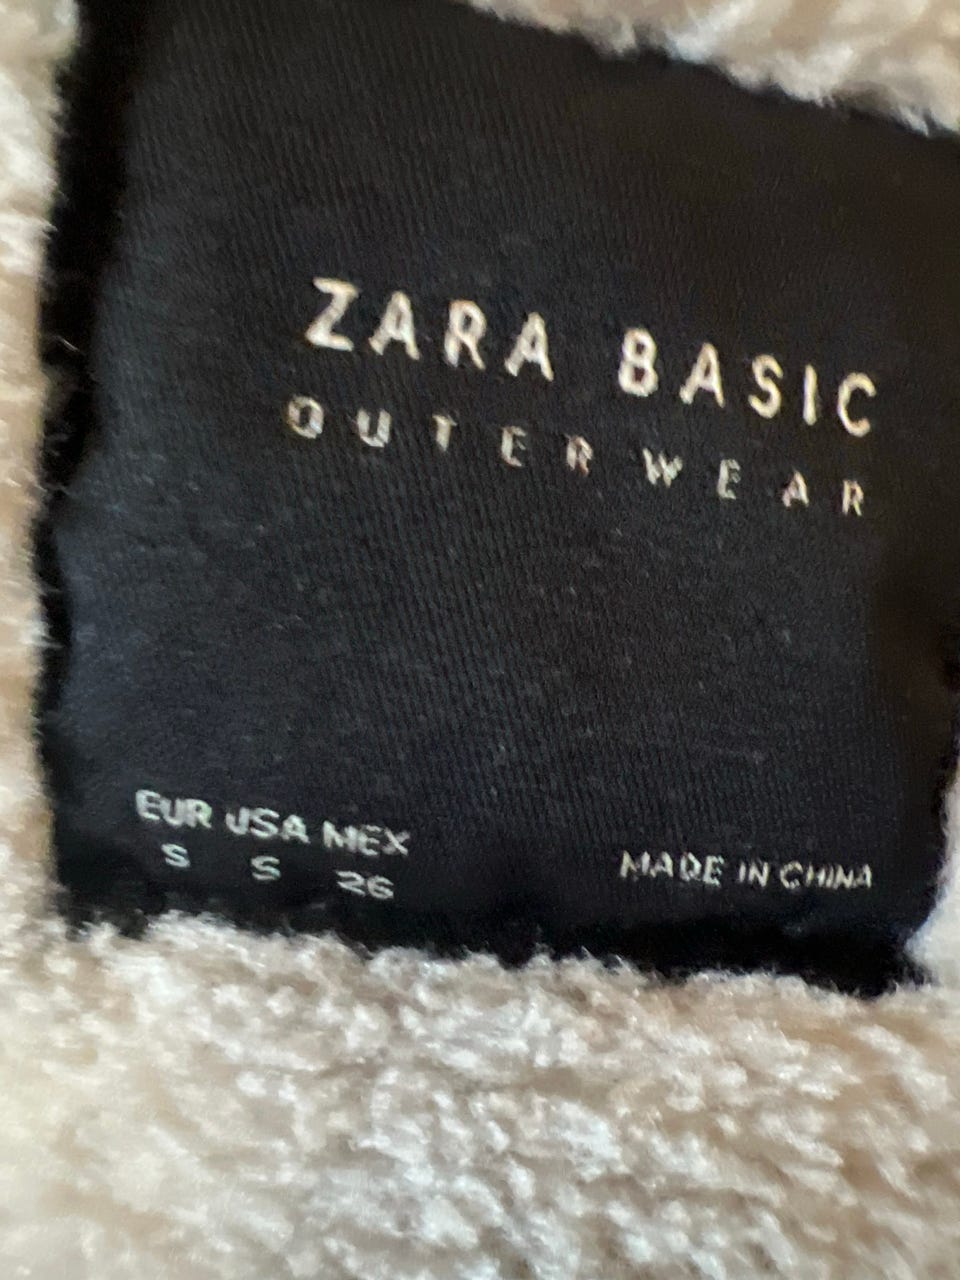 ZARA BASIC
OUTERWEAR
EUR USA MEX
S S 26
MADE IN CHINA